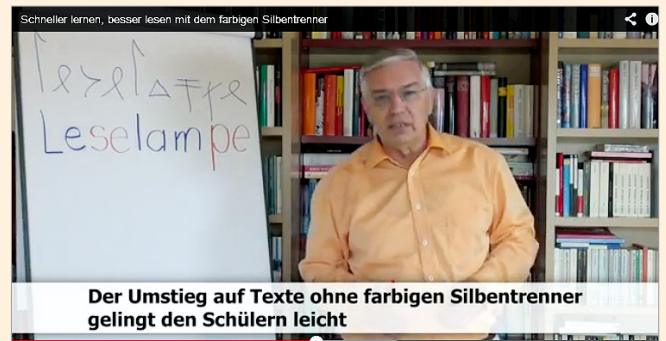 Schneller lernen, besser lesen mit dem farbigen Silbentrenner
Leselampe
Der Umstieg auf Texte ohne farbigen Silbentrenner
gelingt den Schülern leicht